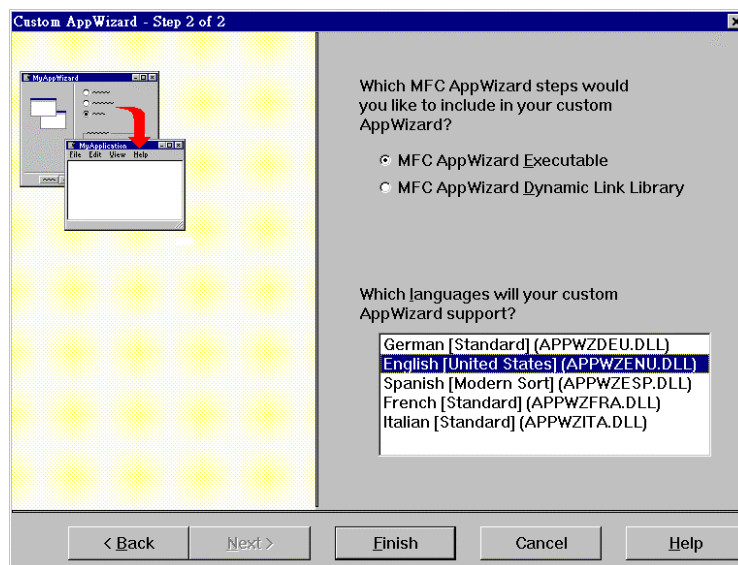 Custom AppWizard - Step 2 of 2
MyAppWizard
MyApplication
File Edit View Help
Which MFC AppWizard steps would
you like to include in your custom
AppWizard?
MFC AppWizard Executable
MFC AppWizard Dynamic Link Library
Which languages will your custom
AppWizard support?
German [Standard] (APPWZDEU.DLL)
English [United States] (APPWZENU.DLL)
Spanish [Modern Sort] (APPWZESP.DLL)
French [Standard] (APPWZFRA.DLL)
Italian [Standard] (APPWZITA.DLL)
< Back Next > Finish Cancel Help